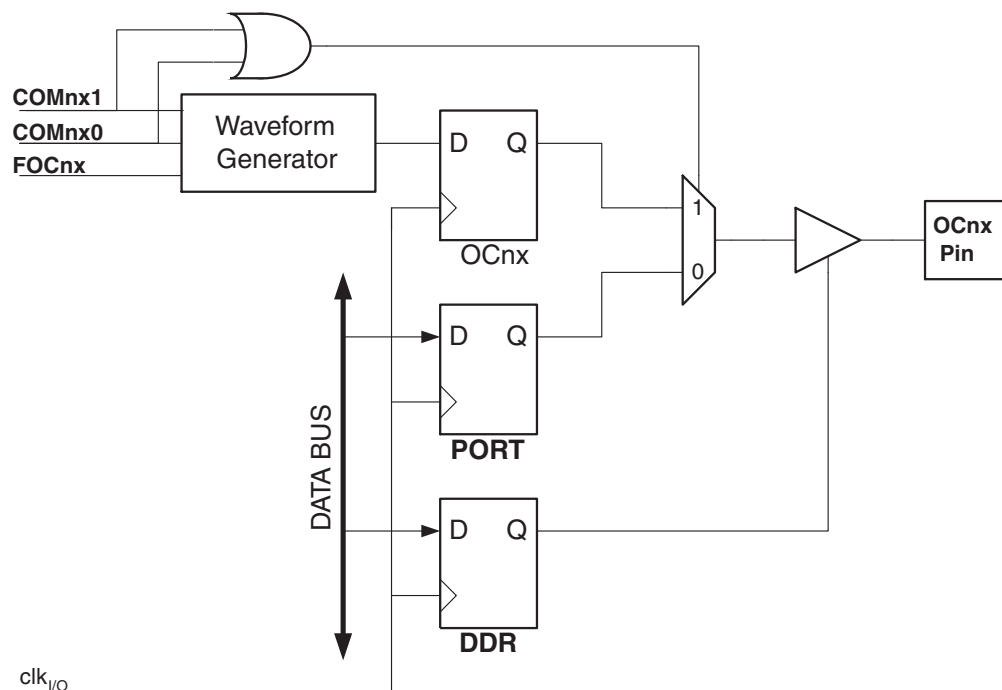 COMnx1
COMnx0
FOCnx
Waveform
Generator
D Q
OCnx
1
0
OCnx
Pin
D Q
PORT
DATA BUS
D Q
DDR
clkI/O